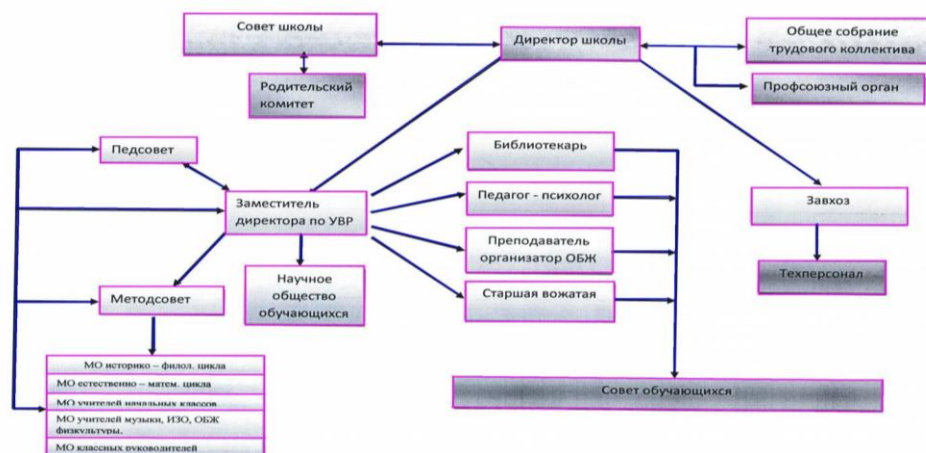 Совет школы
Директор школы
Общее собрание
трудового коллектива
Родительский
комитет
Профсоюзный орган
Педсовет
Библиотекарь
Заместитель
директора по УВР
Педагог - психолог
Завхоз
Преподаватель
организатор ОБЖ
Научное
общество
обучающихся
Техперсонал
Методсовет
Старшая вожатая
МО историко – филол. цикла
МО естественно – матем. цикла
МО учителей начальных классов
МО учителей музыки, ИЗО, ОБЖ
физкультуры.
МО классных руководителей
Совет обучающихся